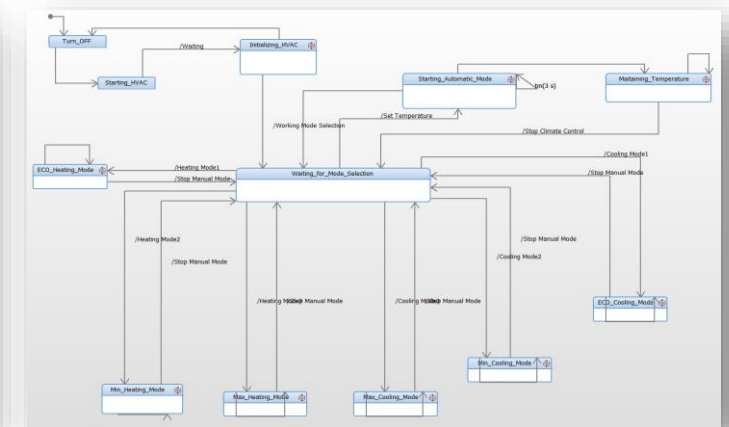 Turn_OFF
/Waiting
Initializing_HVAC
Starting_HVAC
Starting_Automatic_Mode
Maitaining_Temperature
tm(3 s)
/Set Temperature
/Working Mode Selection
/Stop Climate Control
/Cooling Mode1
ECO_Heating_Mode
/Heating Mode1
/Stop Manual Mode
Waiting_for_Mode_Selection
/Stop Manual Mode
/Heating Mode2
/Stop Manual Mode
/Stop Manual Mode
/Cooling Mode2
/Heating
/Stop Manual Mode
/Cooling
/Stop Manual Mode
ECO_Cooling_Mode
Min_Cooling_Mode
Min_Heating_Mode
Max_Heating_Mode
Max_Cooling_Mode